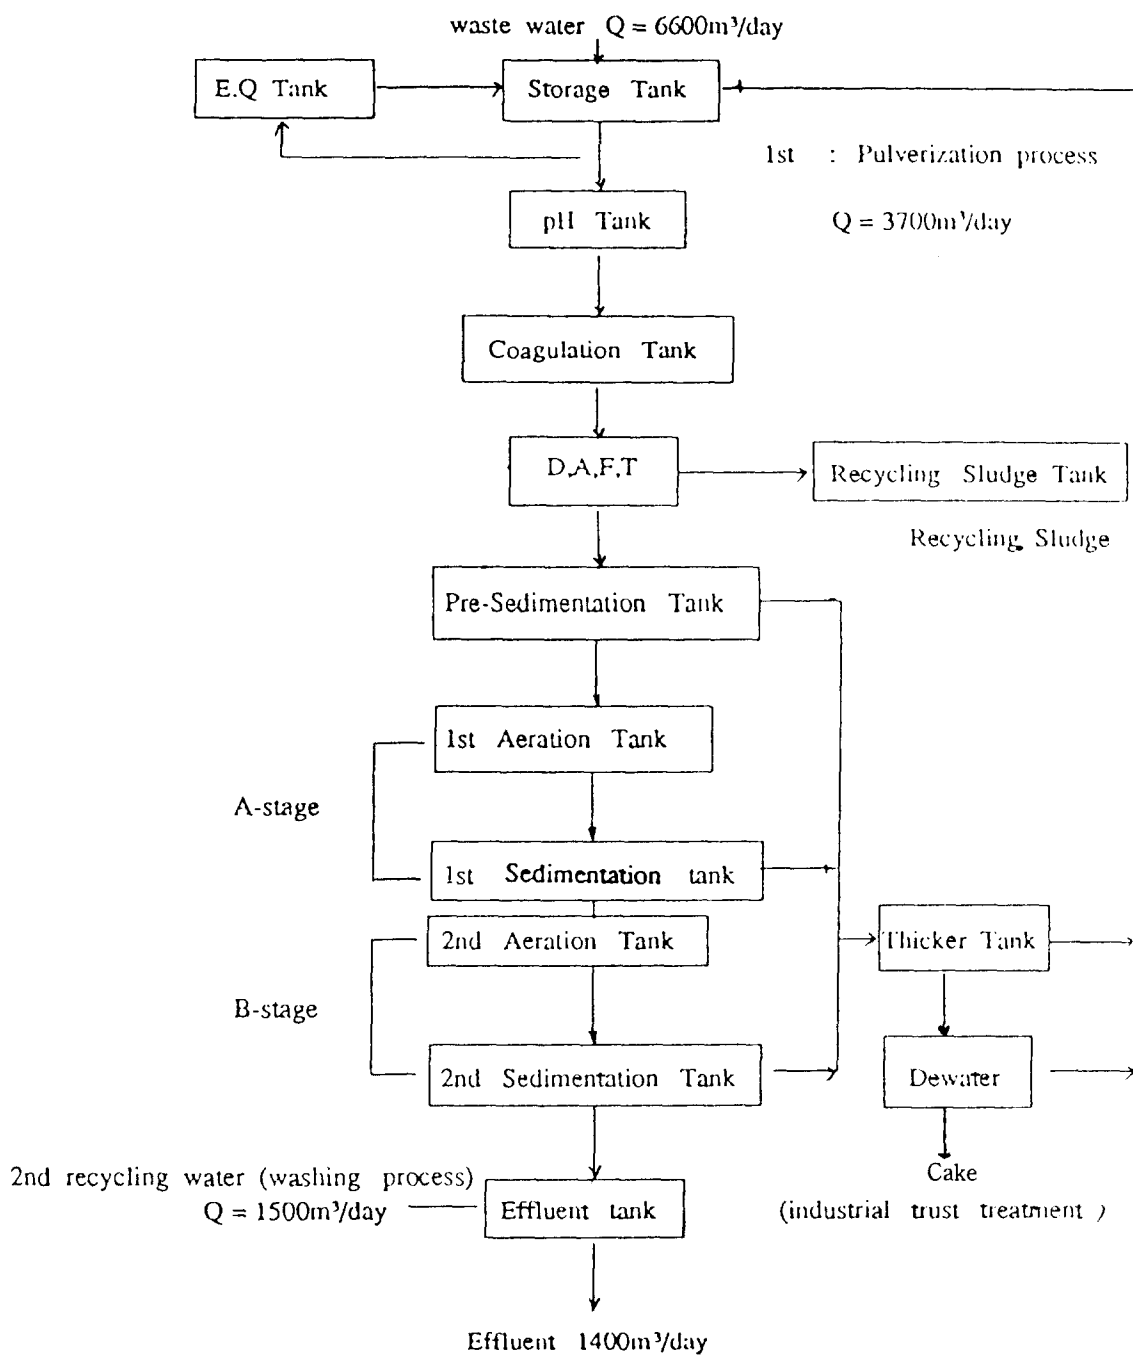 waste water Q = 6600m³/day
E.Q Tank
Storage Tank
1st : Pulverization process
pH Tank
Q = 3700m³/day
Coagulation Tank
D,A,F,T
Recycling Sludge Tank
Recycling Sludge
Pre-Sedimentation Tank
1st Aeration Tank
A-stage
1st Sedimentation tank
2nd Aeration Tank
Thicker Tank
B-stage
2nd Sedimentation Tank
Dewater
2nd recycling water (washing process)
Q = 1500m³/day
Effluent tank
Cake
(industrial trust treatment)
Effluent 1400m³/day